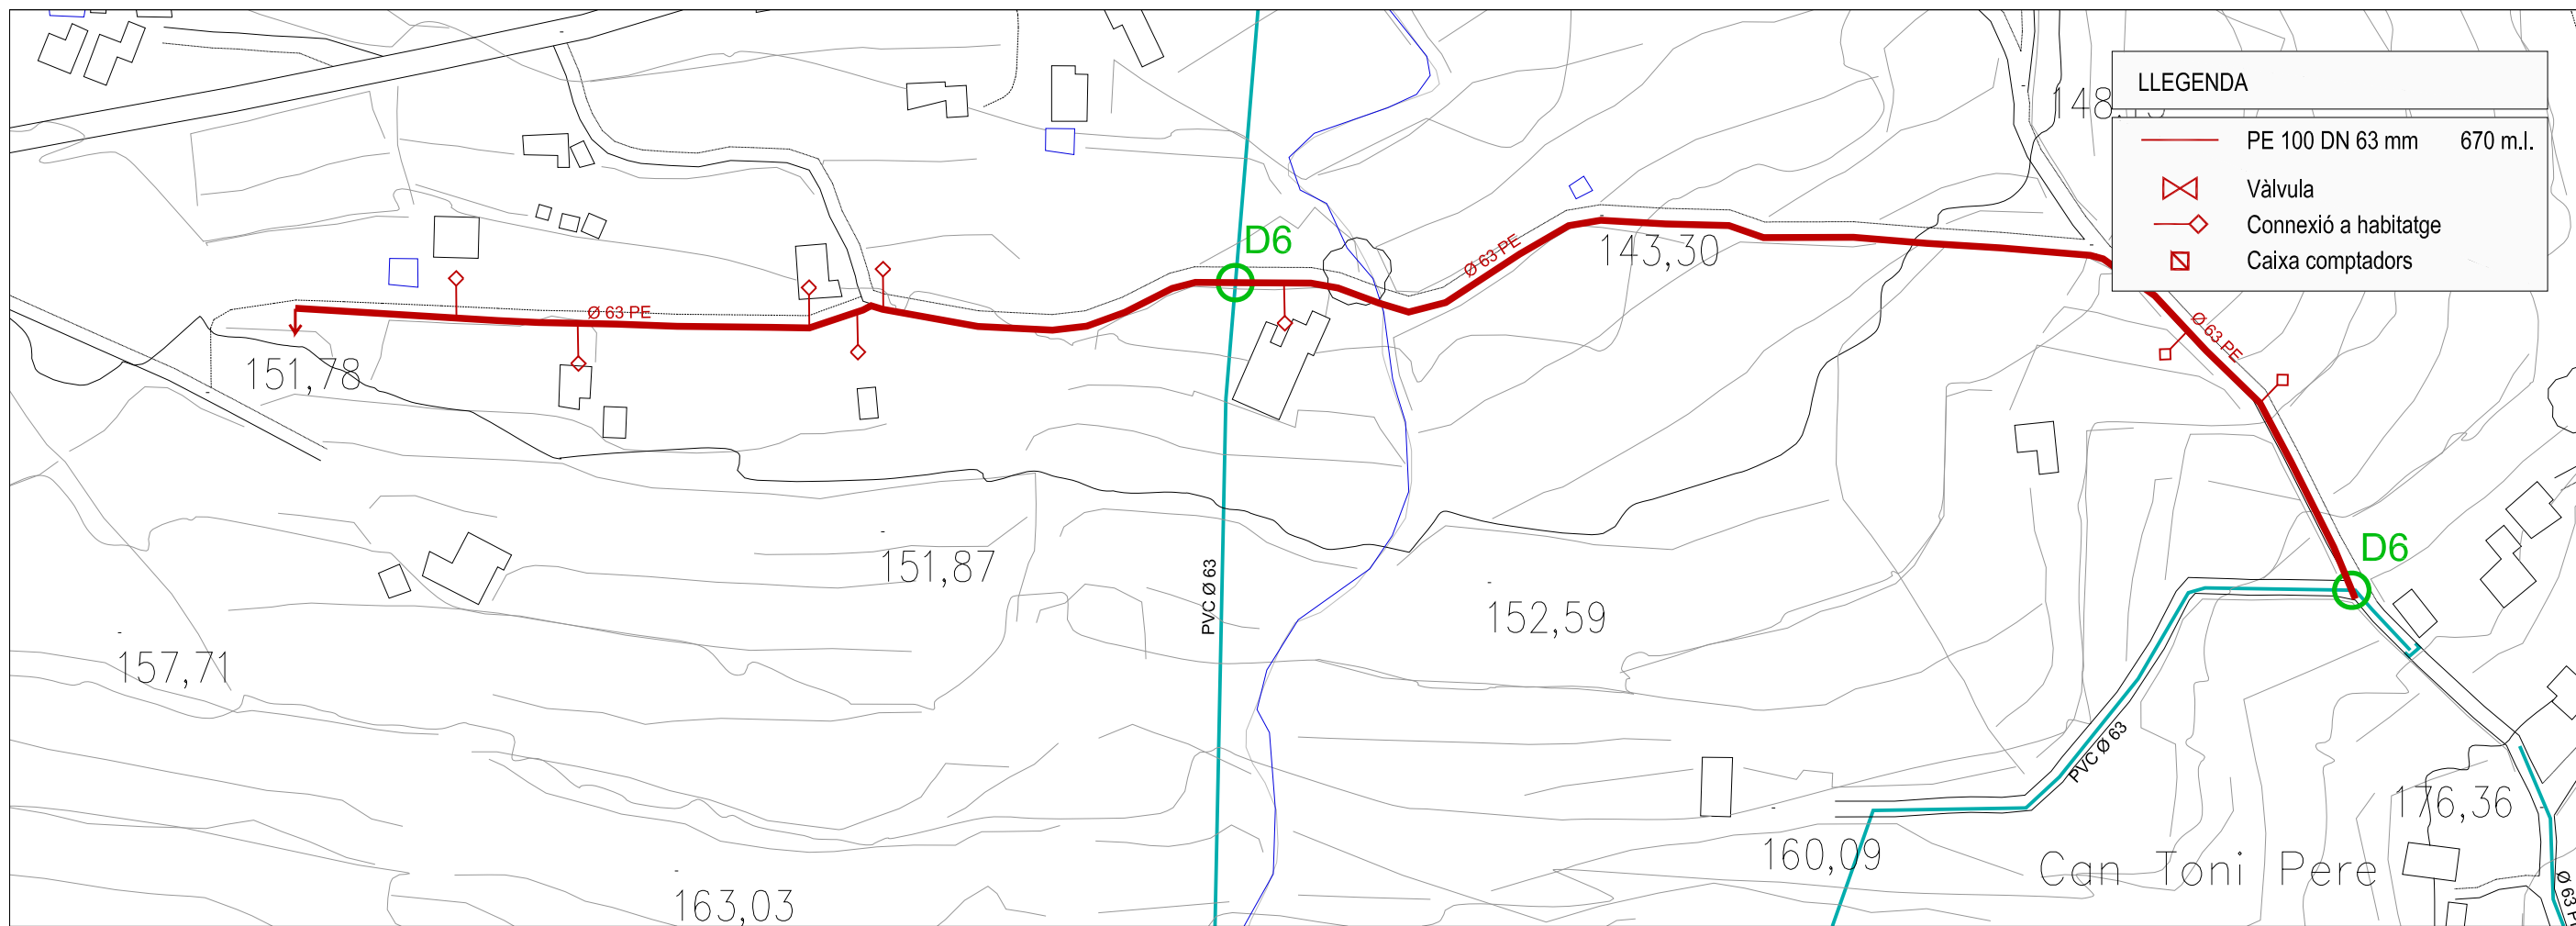 LLEGENDA
PE 100 DN 63 mm 670 m.l.
Vàlvula
Connexió a habitatge
Caixa comptadors
D6
143,30
Ø 63 PE
Ø 63 PE
Ø 63 PE
151,78
D6
151,87
PVC Ø 63
152,59
157,71
PVC Ø 63
176,36
160,09
Can Toni Pere
163,03